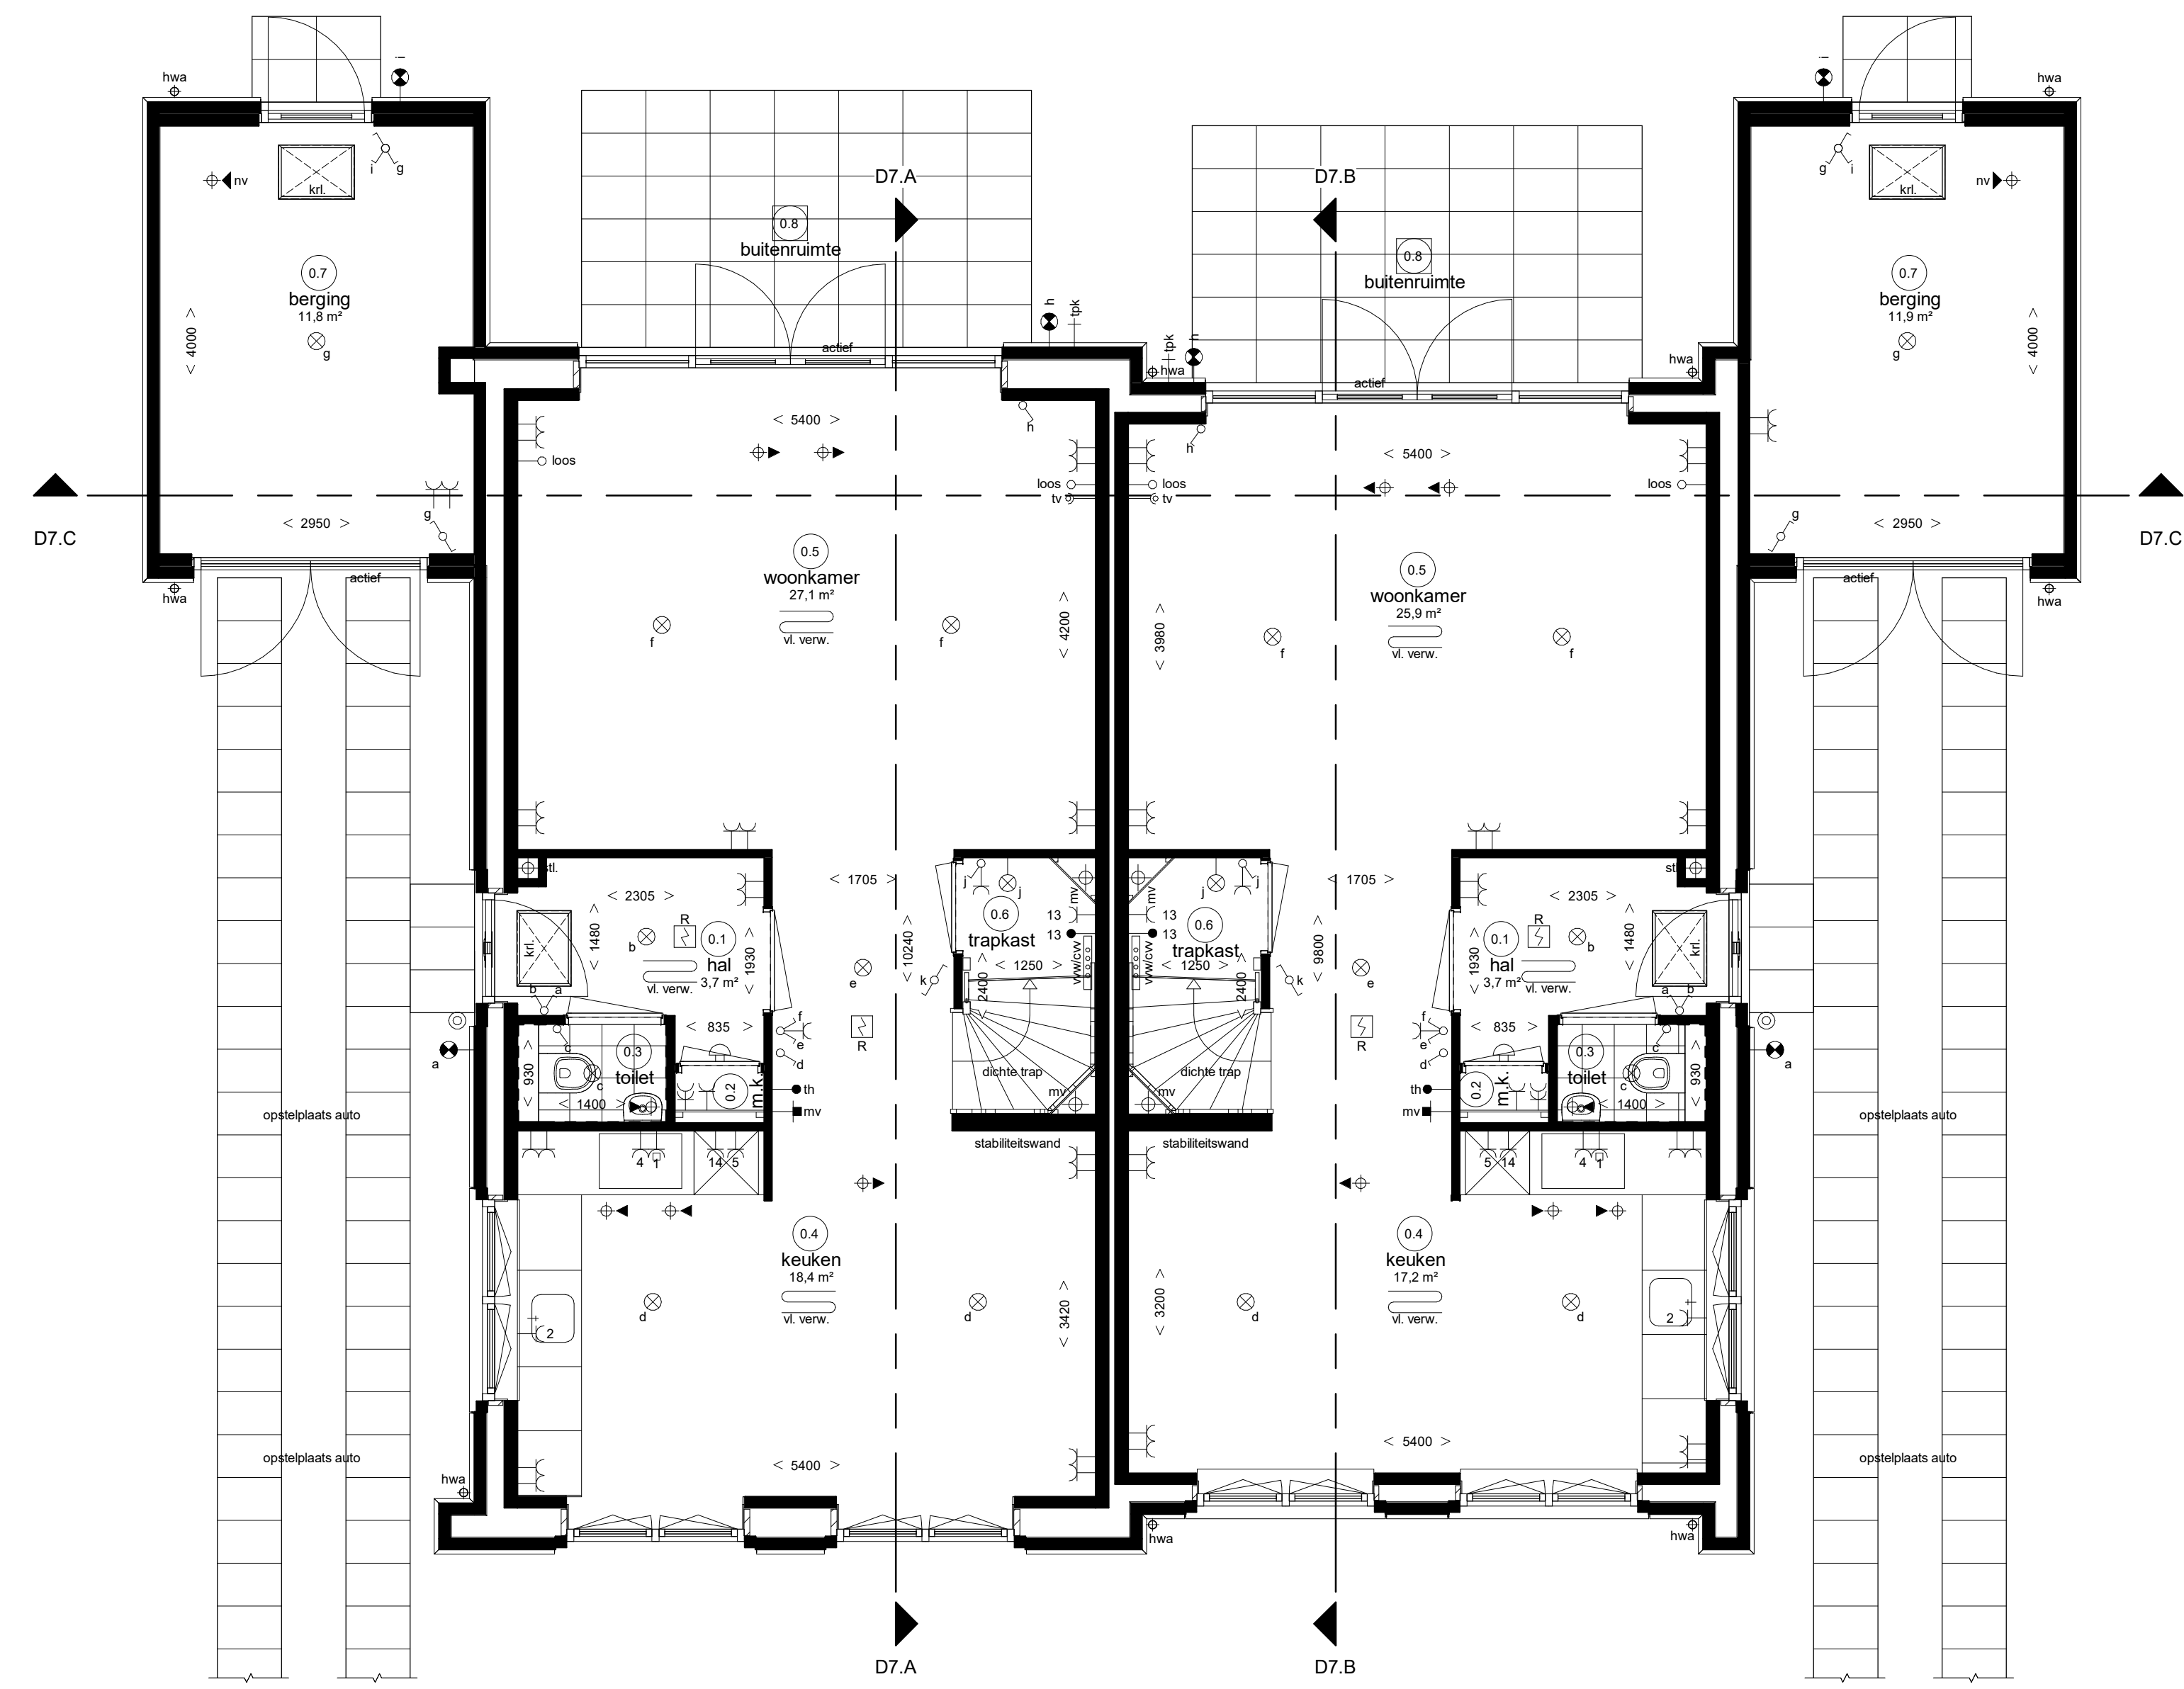 hwa
i
i
hwa
D7.A
D7.B
i
g
nv
krl.
g
i
nv
krl.
0.8
buitenruimte
0.8
buitenruimte
0.7
berging
11,8 m²
g
< 4000 >
0.7
berging
11,9 m²
g
< 4000 >
h
tpk
tpk
h
hwa
hwa
actief
actief
< 5400 >
h
h
< 5400 >
loos
loos
tv
loos
tv
loos
g
< 2950 >
g
< 2950 >
D7.C
D7.C
actief
hwa
actief
hwa
0.5
woonkamer
27,1 m²
vl. verw.
f
f
< 4200 >
0.5
woonkamer
25,9 m²
vl. verw.
f
f
< 3980 >
stl.
< 2305 >
< 1480 >
R
b
0.1
hal
3,7 m²
vl. verw.
< 1930 >
krl.
b
a
< 1705 >
< 10240 >
e
R
j
j
0.6
trapkast
mv
13
13
vw/cw
< 1250 >
< 2400 >
k
dichte trap
mv
stabiliteitswand
j
j
0.6
trapkast
mv
13
13
vw/cw
< 1250 >
< 2400 >
k
dichte trap
mv
stabiliteitswand
< 1705 >
< 9800 >
e
R
stl.
< 2305 >
< 1480 >
R
b
0.1
hal
3,7 m²
vl. verw.
< 1930 >
krl.
a
b
a
c
0.3
toilet
c
< 930 >
< 1400 >
< 835 >
0.2
m.k.
f
e
d
th
mv
f
e
d
th
mv
< 835 >
0.2
m.k.
c
0.3
toilet
c
< 930 >
< 1400 >
a
opstelplaats auto
opstelplaats auto
4
1
14
5
5
14
4
1
0.4
keuken
18,4 m²
vl. verw.
d
d
2
< 3420 >
0.4
keuken
17,2 m²
vl. verw.
d
d
2
< 3200 >
< 5400 >
< 5400 >
opstelplaats auto
opstelplaats auto
hwa
hwa
hwa
D7.A
D7.B